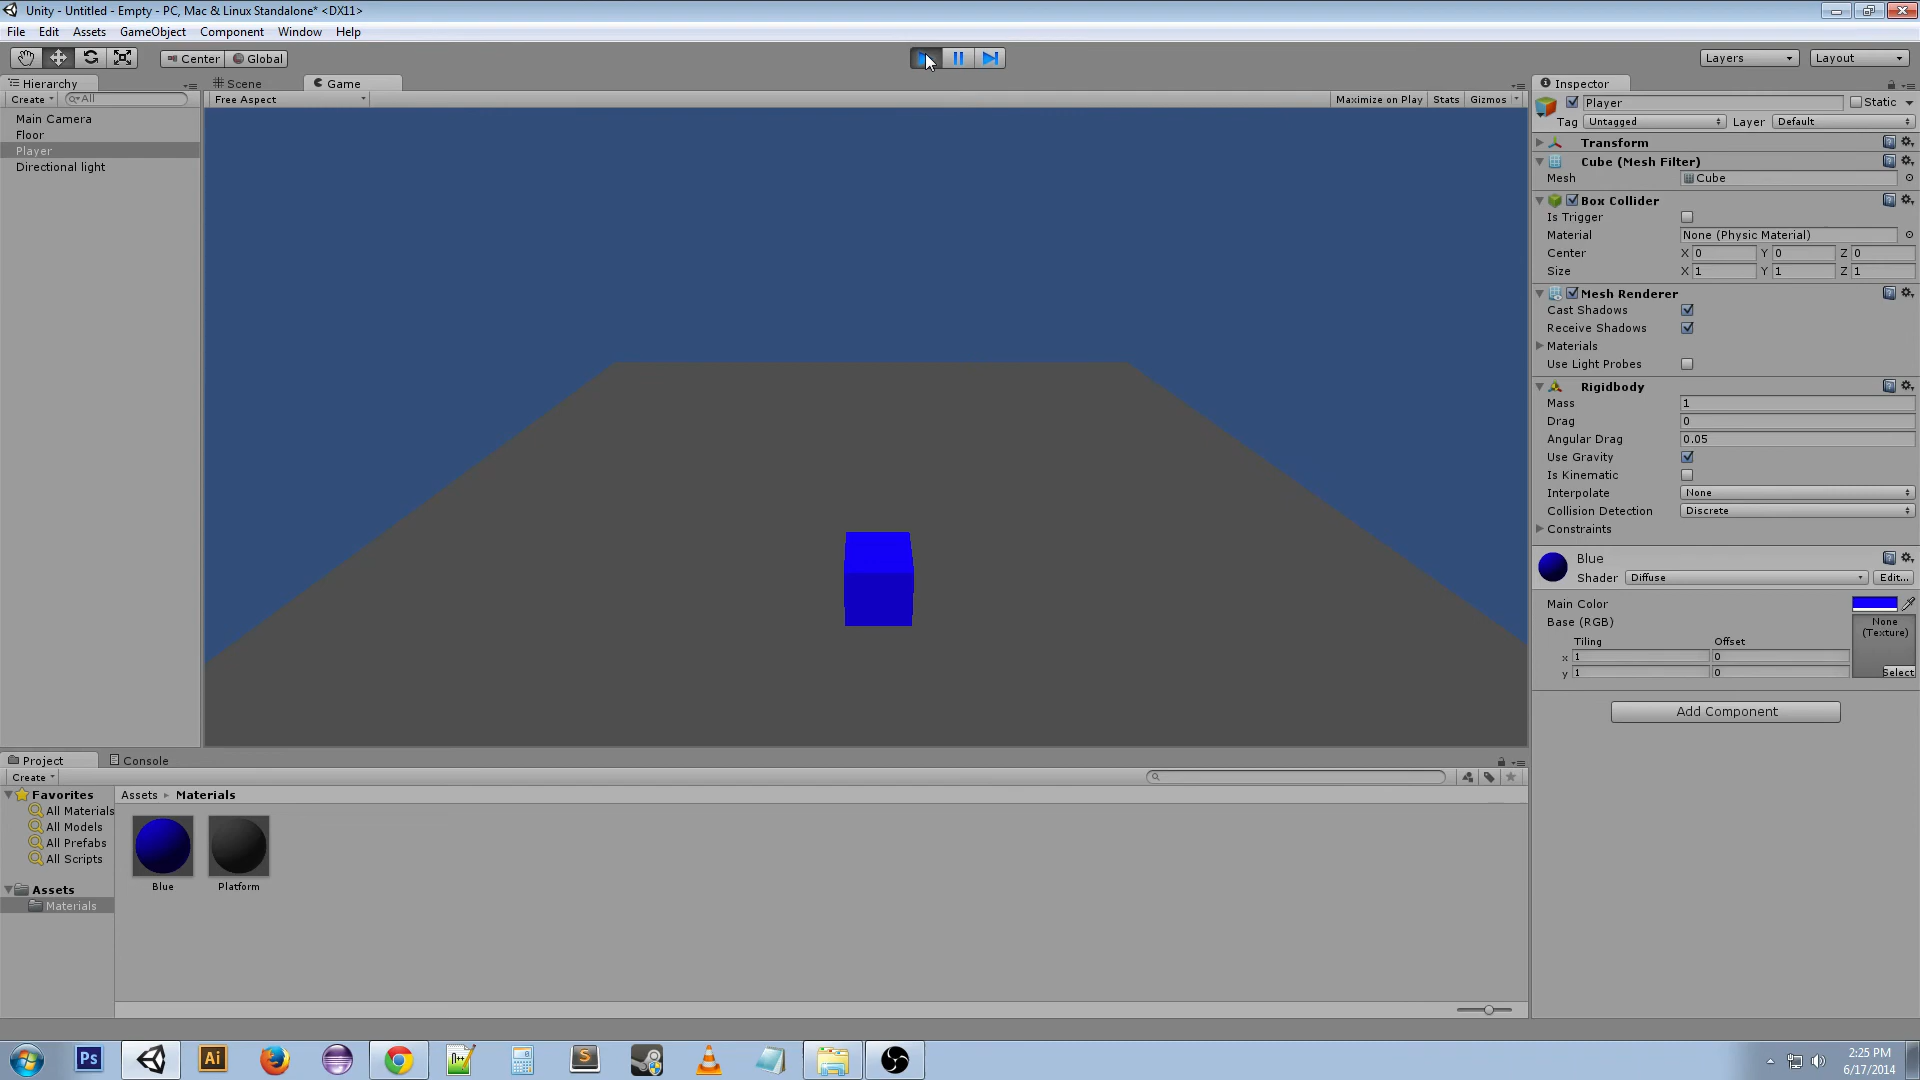 Unity - Untitled - Empty - PC, Mac & Linux Standalone* <DX11>
File Edit Assets GameObject Component Window Help
Center Global Layers Layout
Hierarchy
Create All
Main Camera
Floor
Player
Directional light
Scene Game
Free Aspect Maximize on Play Stats Gizmos
Inspector
Player Static
Tag Untagged Layer Default
Transform
Cube (Mesh Filter)
Mesh Cube
Box Collider
Is Trigger
Material None (Physic Material)
Center X 0 Y 0 Z 0
Size X 1 Y 1 Z 1
Mesh Renderer
Cast Shadows
Receive Shadows
Materials
Use Light Probes
Rigidbody
Mass 1
Drag 0
Angular Drag 0.05
Use Gravity
Is Kinematic
Interpolate None
Collision Detection Discrete
Constraints
Blue
Shader Diffuse Edit...
Main Color
Base (RGB) None
(Texture)
Tiling Offset
x 1 0
y 1 0 Select
Add Component
Project Console
Create
Favorites
All Materials
All Models
All Prefabs
All Scripts
Assets
Materials
Assets Materials
Blue Platform
Ps Ai n++ S
2:25 PM
6/17/2014